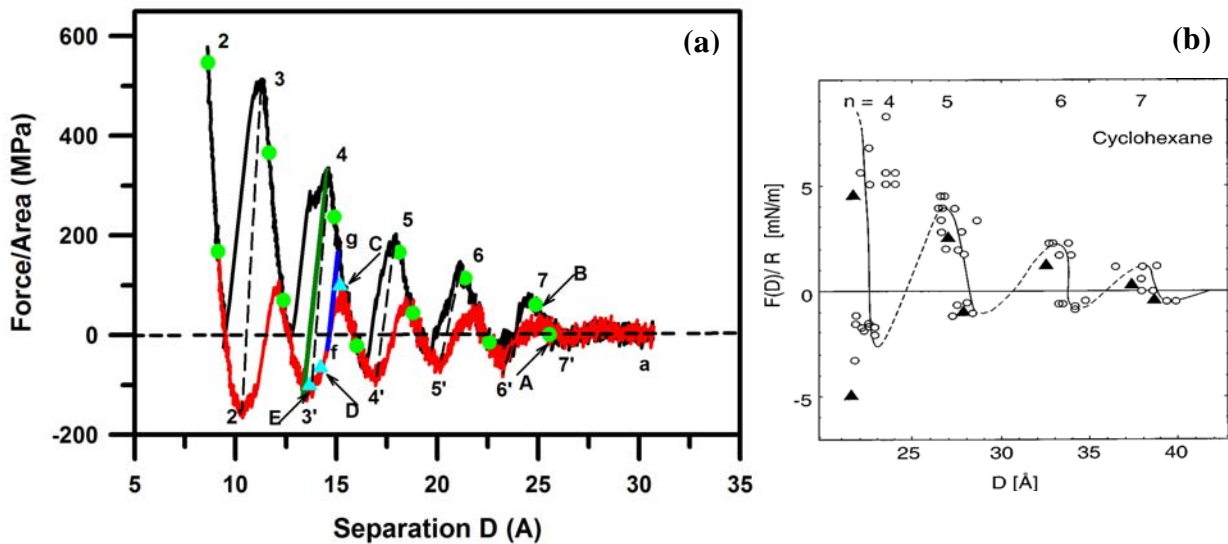 (a)
600
400
200
0
-200
Force/Area (MPa)
2
3
4
5
6
7
g
C
B
f
a
2'
E
3'
D
4'
5'
6'
A
7'
5
10
15
20
25
30
35
Separation D (A)
(b)
n = 4 5 6 7
Cyclohexane
5
0
-5
F(D)/ R [mN/m]
25
30
35
40
D [Å]